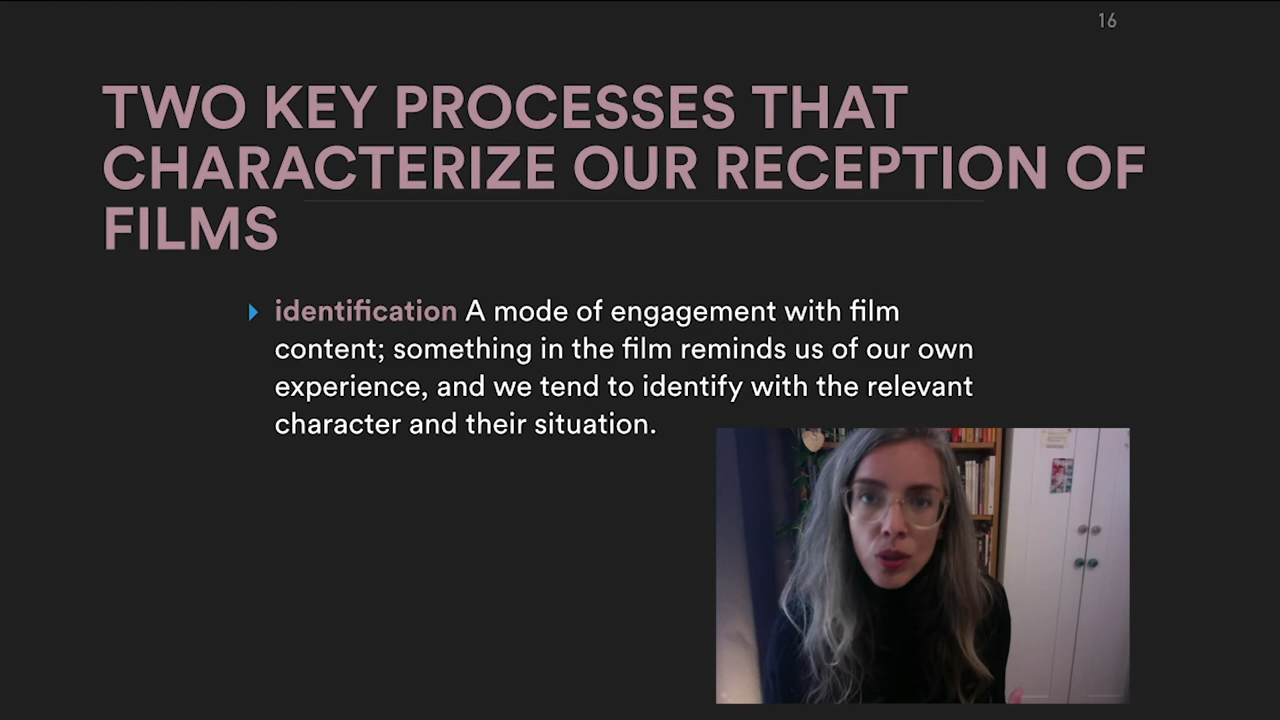 16
TWO KEY PROCESSES THAT
CHARACTERIZE OUR RECEPTION OF
FILMS
identification A mode of engagement with film
content; something in the film reminds us of our own
experience, and we tend to identify with the relevant
character and their situation.